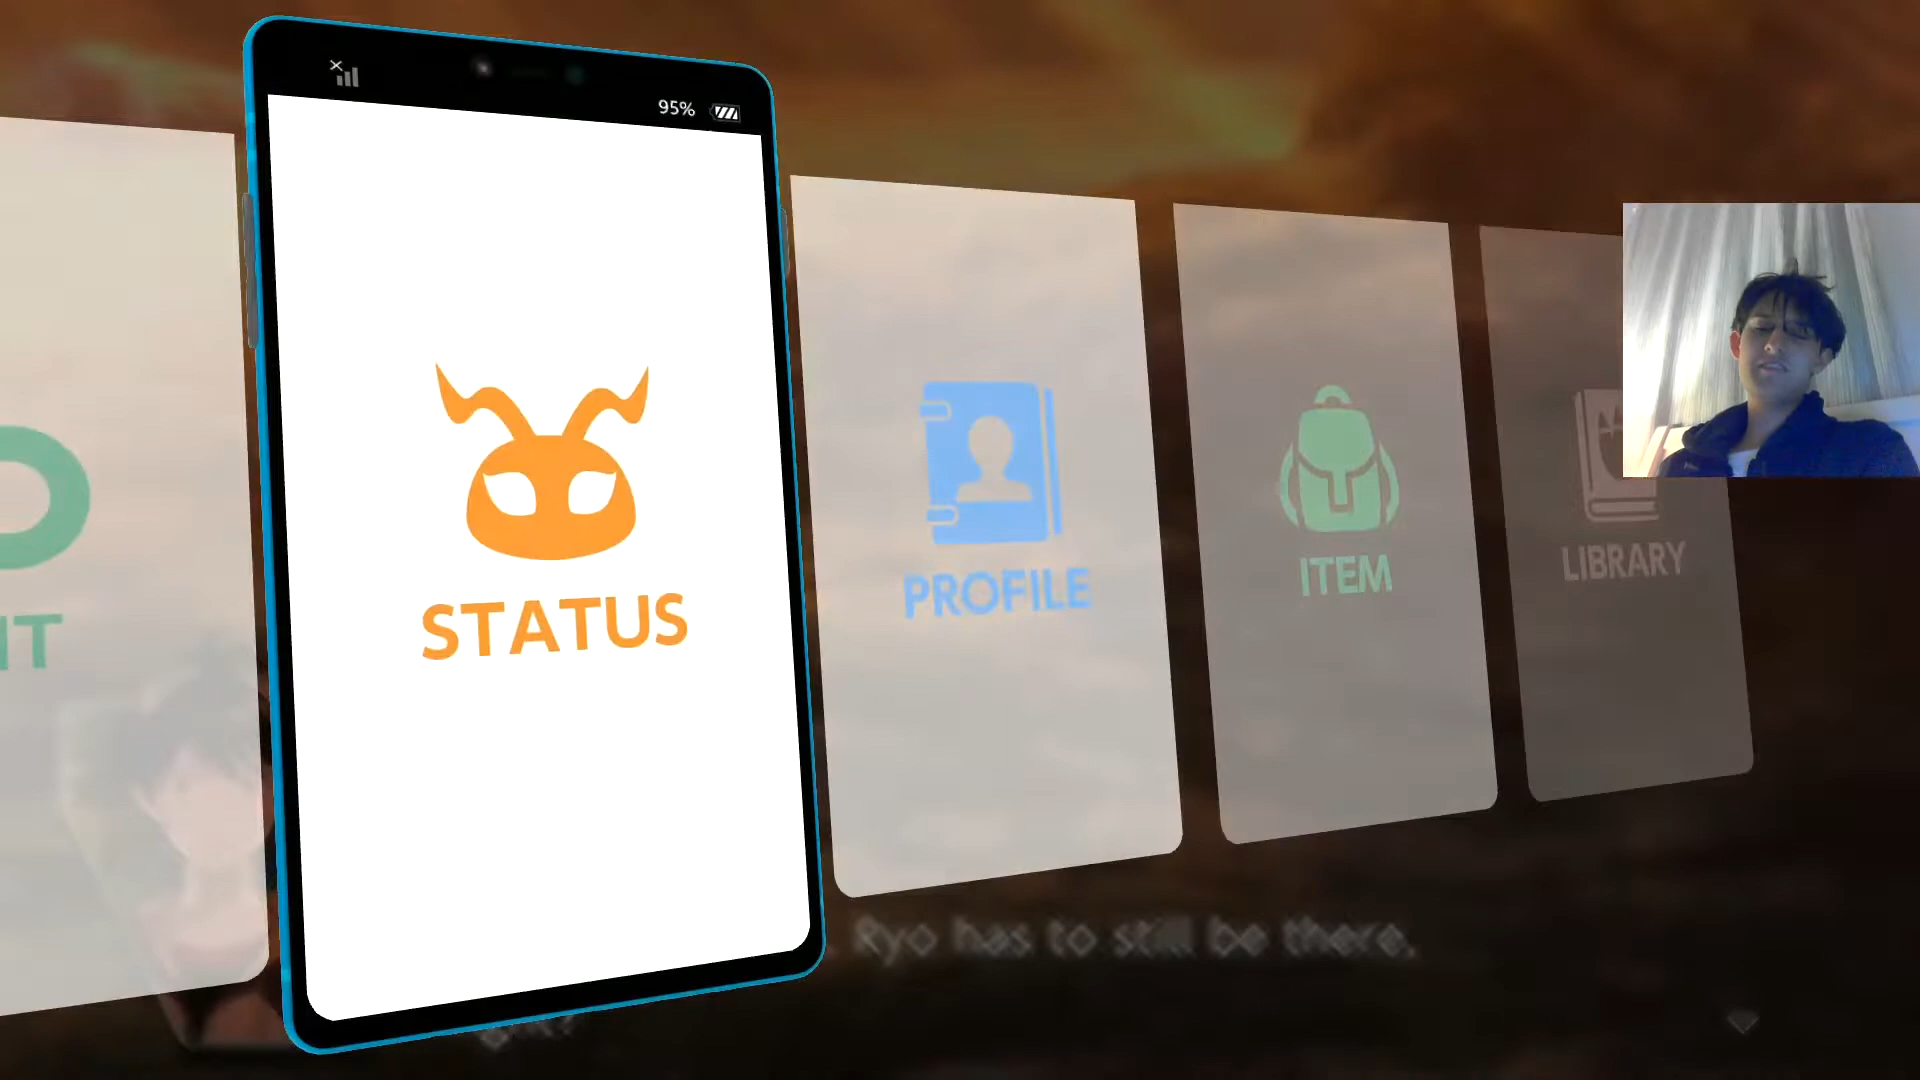 95%
IT
STATUS
PROFILE
ITEM
LIBRARY
Ryo has to still be there.